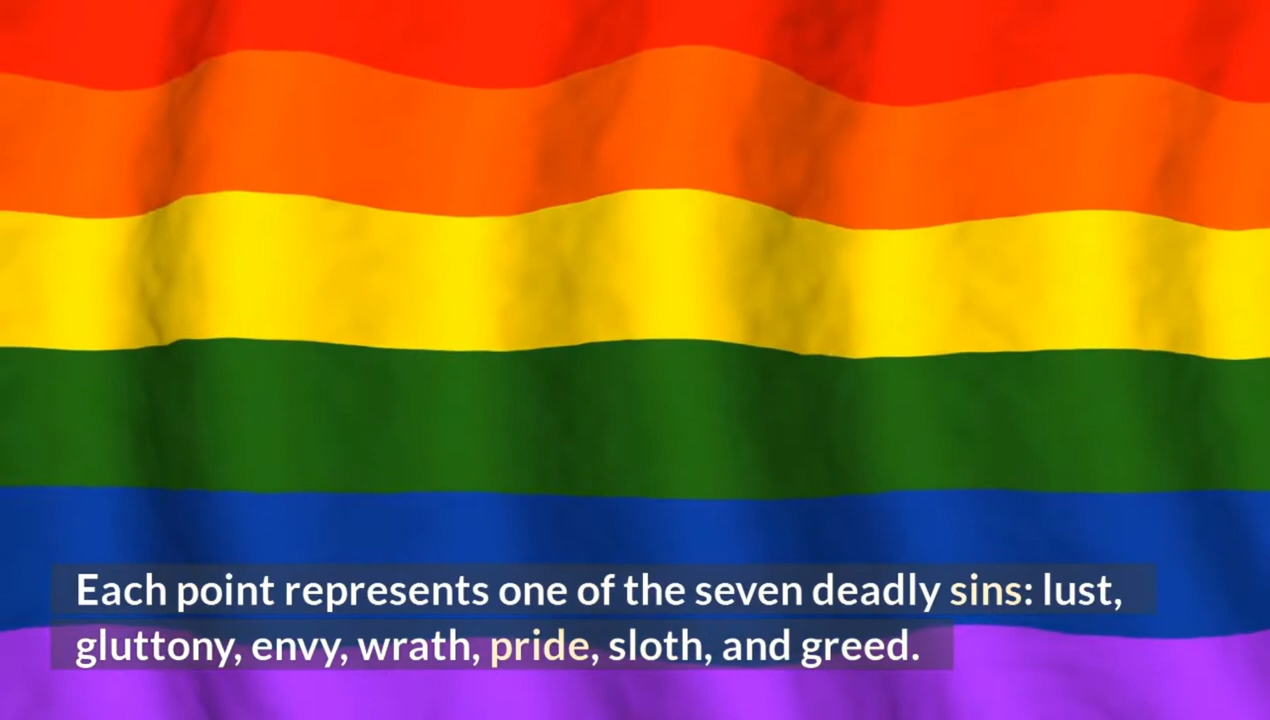 Each point represents one of the seven deadly sins: lust,
gluttony, envy, wrath, pride, sloth, and greed.